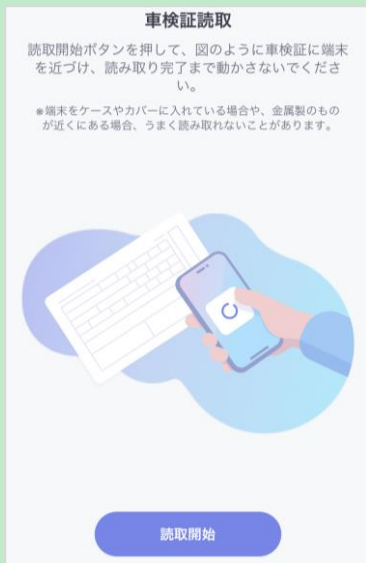 車検証読取
読取開始ボタンを押して、図のように車検証に端末
を近づけ、読み取り完了まで動かさないでくださ
い。
※端末をケースやカバーに入れている場合や、金属製のもの
が近くにある場合、うまく読み取れないことがあります。
読取開始